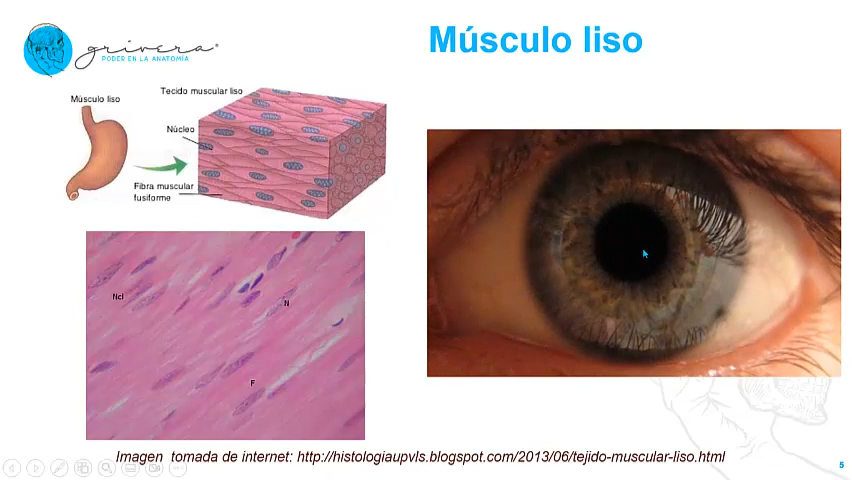 grivera
PODER EN LA ANATOMÍA
Músculo liso
Músculo liso
Tecido muscular liso
Núcleo
Fibra muscular
fusiforme
Ncl
N
F
Imagen tomada de internet: http://histologiaupvls.blogspot.com/2013/06/tejido-muscular-liso.html
5